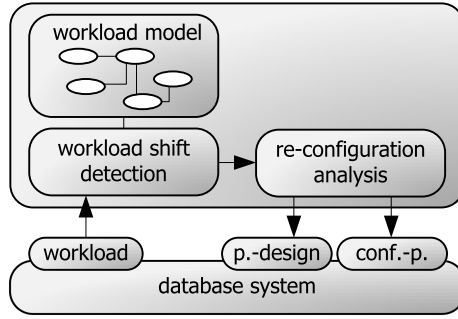 workload model
workload shift
detection
re-configuration
analysis
workload
p.-design
conf.-p.
database system